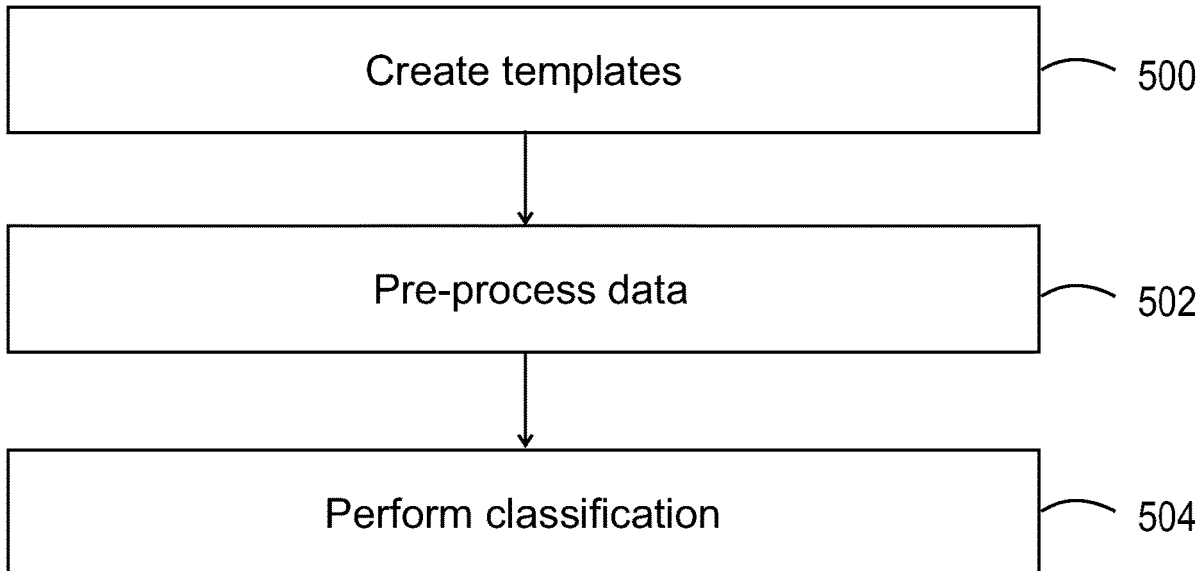 Create templates
500
Pre-process data
502
Perform classification
504